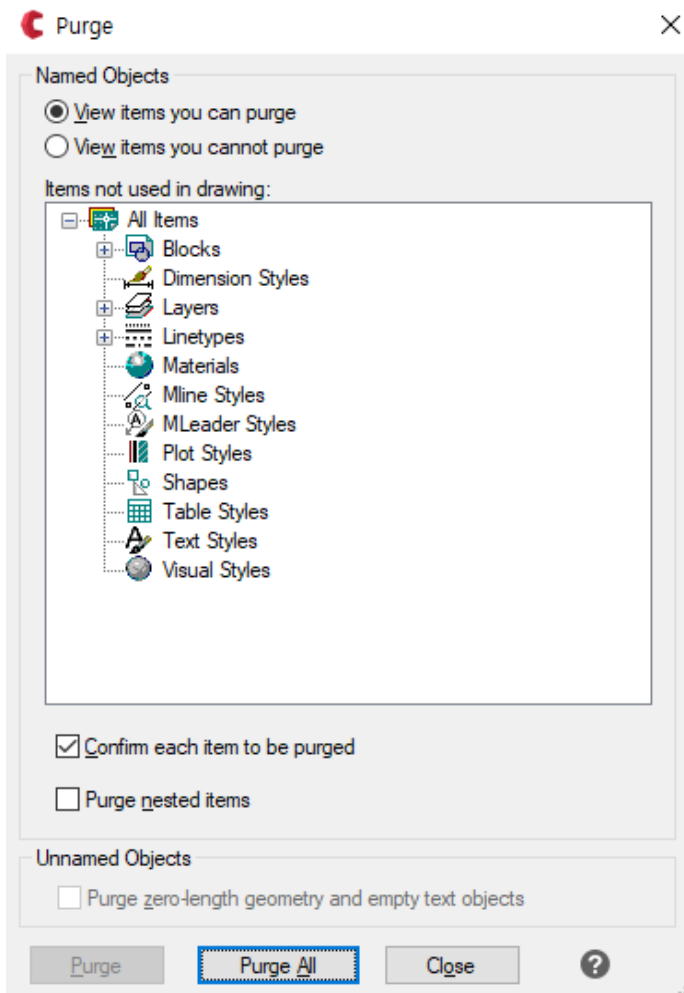 Purge
Named Objects
View items you can purge
View items you cannot purge
Items not used in drawing:
All Items
Blocks
Dimension Styles
Layers
Linetypes
Materials
Mline Styles
MLeader Styles
Plot Styles
Shapes
Table Styles
Text Styles
Visual Styles
Confirm each item to be purged
Purge nested items
Unnamed Objects
Purge zero-length geometry and empty text objects
Purge Purge All Close ?